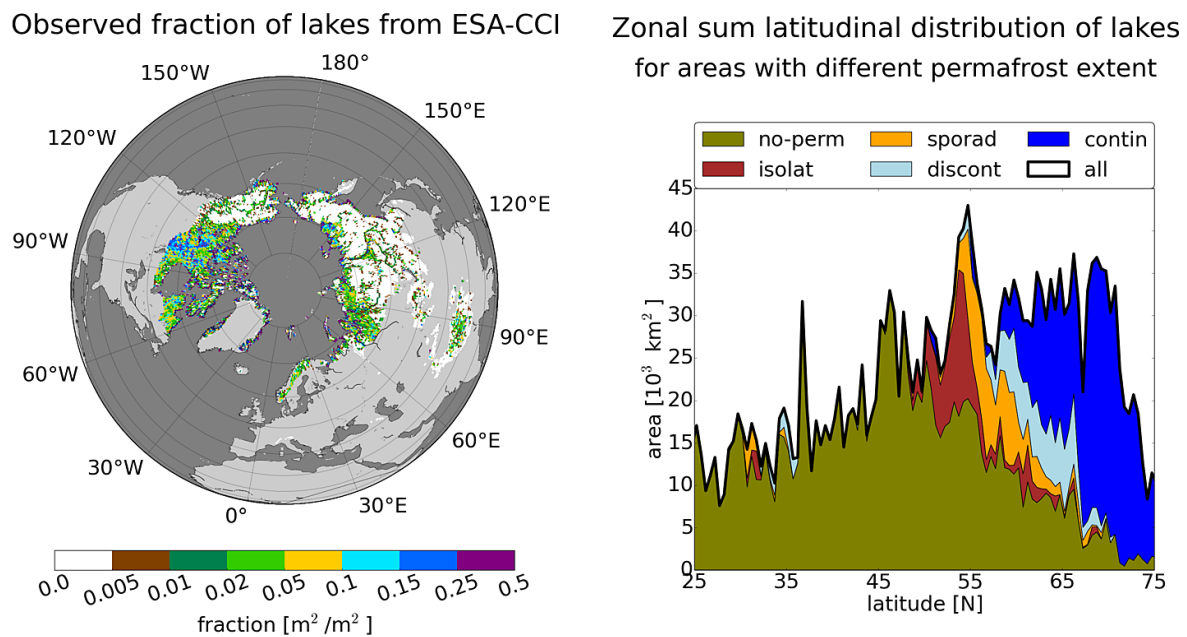 Observed fraction of lakes from ESA-CCI
180°
150°W
150°E
120°W
120°E
90°W
90°E
60°W
60°E
30°W
30°E
0°
0.0 0.005 0.01 0.02 0.05 0.1 0.15 0.25 0.5
fraction [m² /m² ]
Zonal sum latitudinal distribution of lakes
for areas with different permafrost extent
no-perm sporad contin
isolat discont all
45
40
35
30
25
20
15
10
5
0
area [10³ km² ]
25 35 45 55 65 75
latitude [N]